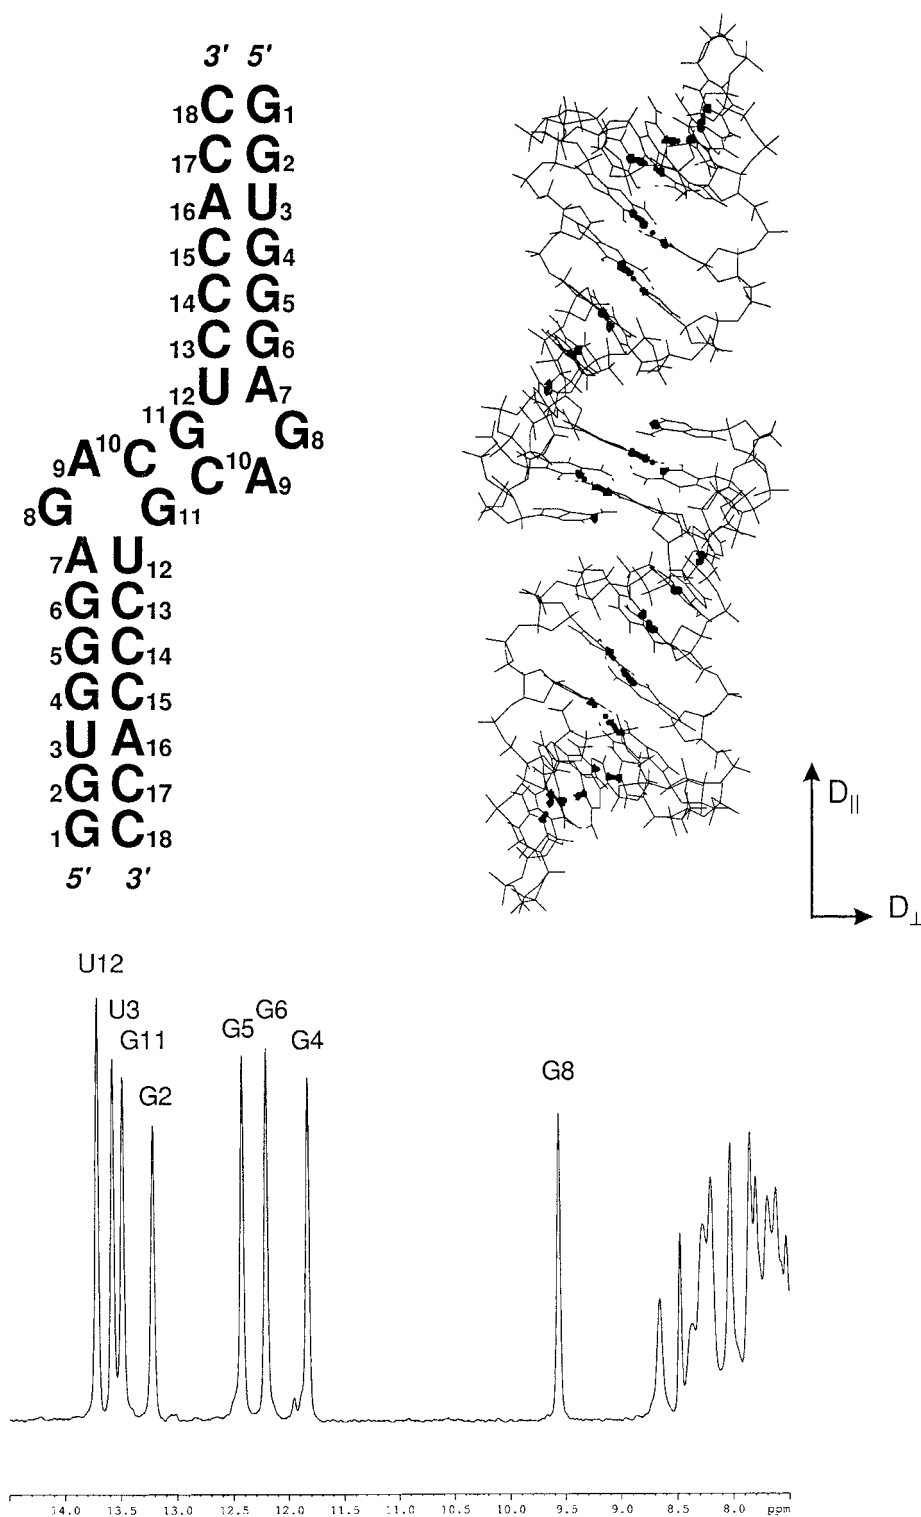 3' 5'
18C G1
17C G2
16A U3
15C G4
14C G5
13C G6
12U A7
11G G8
9A 10C C 10 A9
8G G11
7A U12
6G C13
5G C14
4G C15
3U A16
2G C17
1G C18
5' 3'
D||
D⊥
U12
U3
G11
G2
G5
G6
G4
G8
14.0 13.5 13.0 12.5 12.0 11.5 11.0 10.5 10.0 9.5 9.0 8.5 8.0 ppm